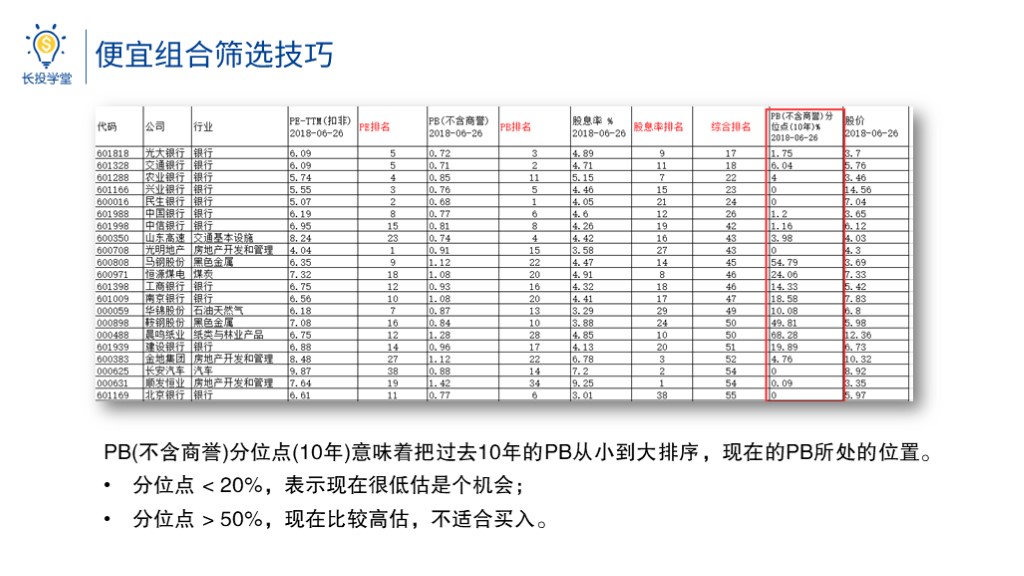 长投学堂
便宜组合筛选技巧
代码 公司 行业 PE-TTM(扣非) 2018-06-26 PE排名 PB(不含商誉) 2018-06-26 PB排名 股息率 % 2018-06-26 股息率排名 综合排名 PB(不含商誉)分位点(10年)% 2018-06-26 股价 2018-06-26
601818 光大银行 银行 6.09 5 0.72 3 4.89 9 17 1.75 3.7
601328 交通银行 银行 6.09 5 0.71 2 4.71 11 18 6.04 5.76
601288 农业银行 银行 5.74 4 0.85 11 5.15 7 22 4 3.46
601166 兴业银行 银行 5.55 3 0.76 5 4.46 15 23 0 14.56
600016 民生银行 银行 5.07 2 0.68 1 4.05 21 24 0 7.04
601988 中国银行 银行 6.19 8 0.77 6 4.6 12 26 1.2 3.65
601998 中信银行 银行 6.95 15 0.81 8 4.26 19 42 1.16 6.12
600350 山东高速 交通基本设施 8.24 23 0.74 4 4.42 16 43 3.98 4.03
600708 光明地产 房地产开发和管理 4.04 1 0.91 15 3.58 27 43 0 4.3
600808 马钢股份 黑色金属 6.35 9 1.12 22 4.47 14 45 54.79 3.69
600971 恒源煤电 煤炭 7.32 18 1.08 20 4.91 8 46 24.06 7.33
601398 工商银行 银行 6.75 12 0.93 16 4.32 18 46 14.33 5.42
601009 南京银行 银行 6.56 10 1.08 20 4.41 17 47 18.58 7.83
000059 华锦股份 石油天然气 6.18 7 0.87 13 3.29 29 49 10.08 6.8
000898 鞍钢股份 黑色金属 7.08 16 0.84 10 3.88 24 50 49.81 5.98
000488 晨鸣纸业 纸类与林业产品 6.75 12 1.28 28 4.85 10 50 68.28 12.36
601939 建设银行 银行 6.88 14 0.96 17 4.13 20 51 19.89 6.73
600383 金地集团 房地产开发和管理 8.48 27 1.12 22 6.78 3 52 4.76 10.32
000625 长安汽车 汽车 9.87 38 0.88 14 7.2 2 54 0 8.92
000631 顺发恒业 房地产开发和管理 7.64 19 1.42 34 9.25 1 54 0.09 3.35
601169 北京银行 银行 6.61 11 0.77 6 3.01 38 55 0 5.97
PB(不含商誉)分位点(10年)意味着把过去10年的PB从小到大排序，现在的PB所处的位置。
• 分位点 < 20%，表示现在很低估是个机会；
• 分位点 > 50%，现在比较高估，不适合买入。